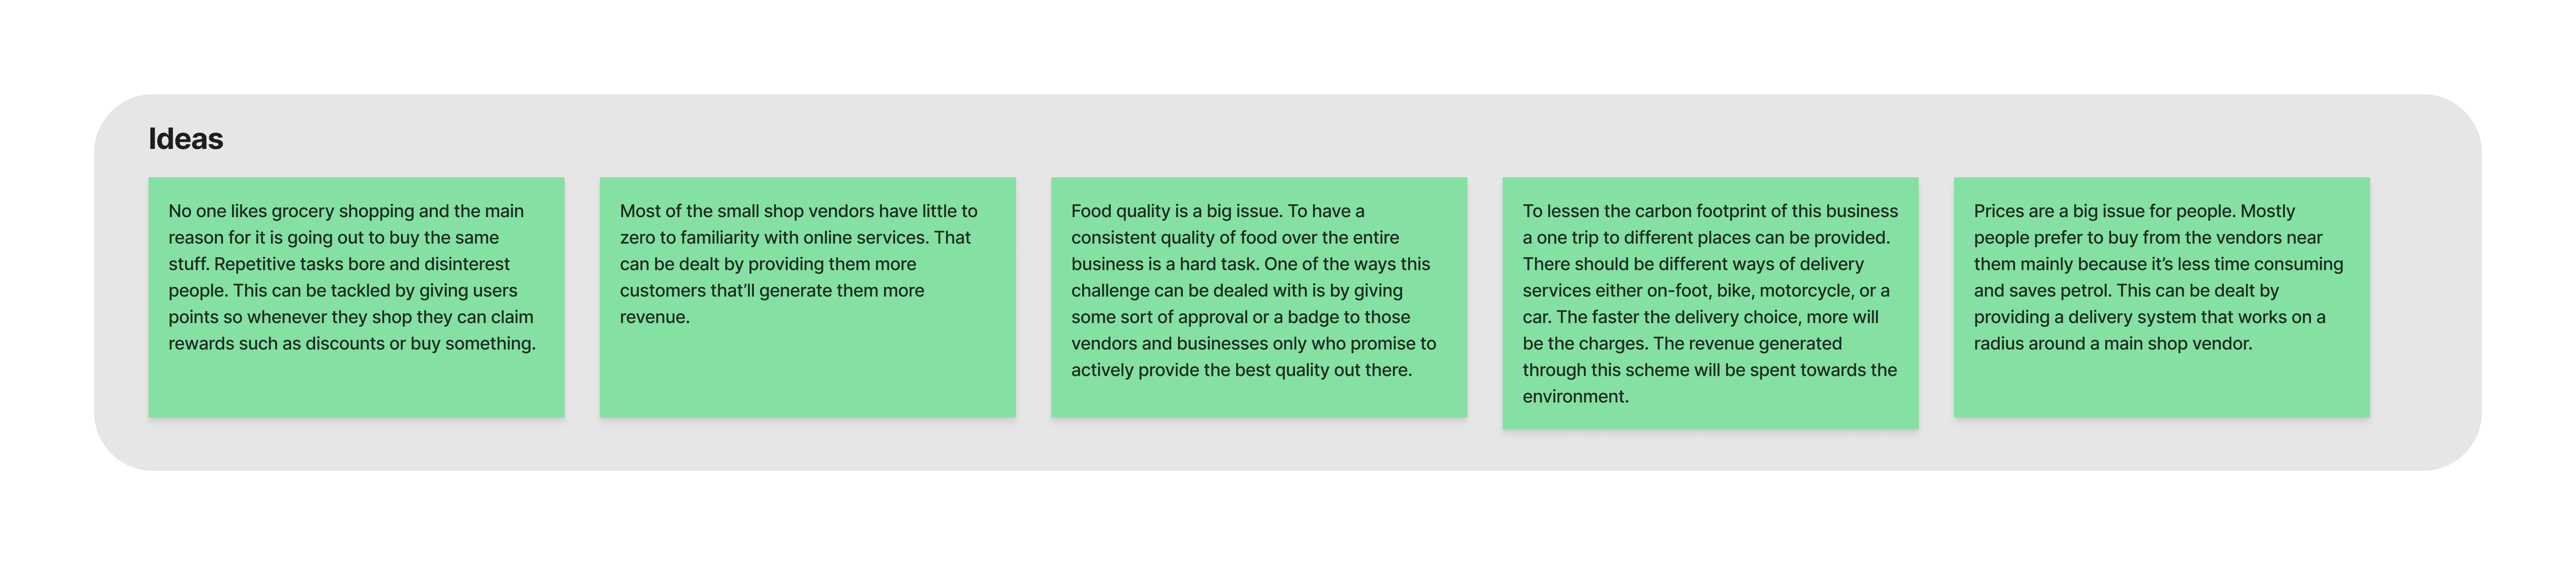 Ideas
No one likes grocery shopping and the main
reason for it is going out to buy the same
stuff. Repetitive tasks bore and disinterest
people. This can be tackled by giving users
points so whenever they shop they can claim
rewards such as discounts or buy something.
Most of the small shop vendors have little to
zero to familiarity with online services. That
can be dealt by providing them more
customers that’ll generate them more
revenue.
Food quality is a big issue. To have a
consistent quality of food over the entire
business is a hard task. One of the ways this
challenge can be dealt with is by giving
some sort of approval or a badge to those
vendors and businesses only who promise to
actively provide the best quality out there.
To lessen the carbon footprint of this business
a one trip to different places can be provided.
There should be different ways of delivery
services either on-foot, bike, motorcycle, or a
car. The faster the delivery choice, more will
be the charges. The revenue generated
through this scheme will be spent towards the
environment.
Prices are a big issue for people. Mostly
people prefer to buy from the vendors near
them mainly because it’s less time consuming
and saves petrol. This can be dealt by
providing a delivery system that works on a
radius around a main shop vendor.